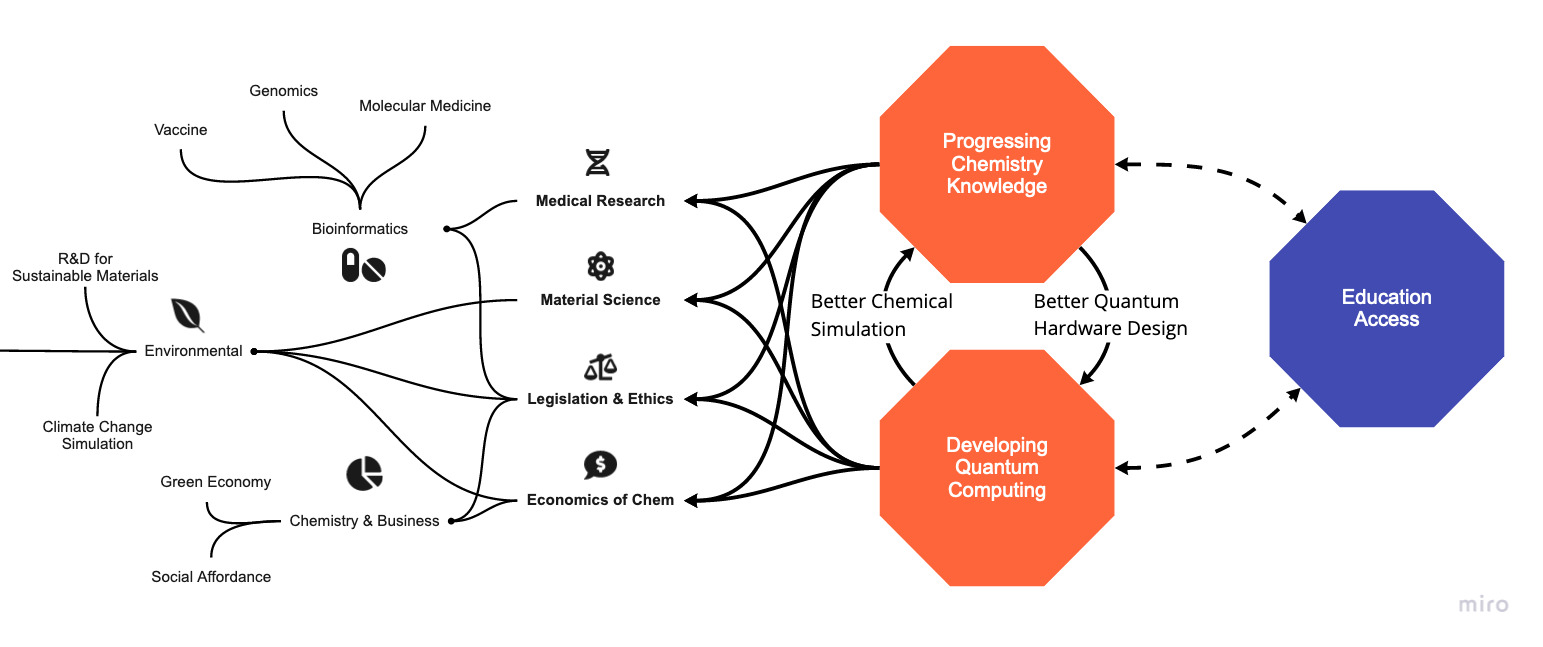 Genomics
Molecular Medicine
Vaccine
Bioinformatics
R&D for
Sustainable Materials
Environmental
Climate Change
Simulation
Green Economy
Chemistry & Business
Social Affordance
Medical Research
Material Science
Legislation & Ethics
Economics of Chem
Progressing
Chemistry
Knowledge
Better Chemical
Simulation
Better Quantum
Hardware Design
Developing
Quantum
Computing
Education
Access
miro